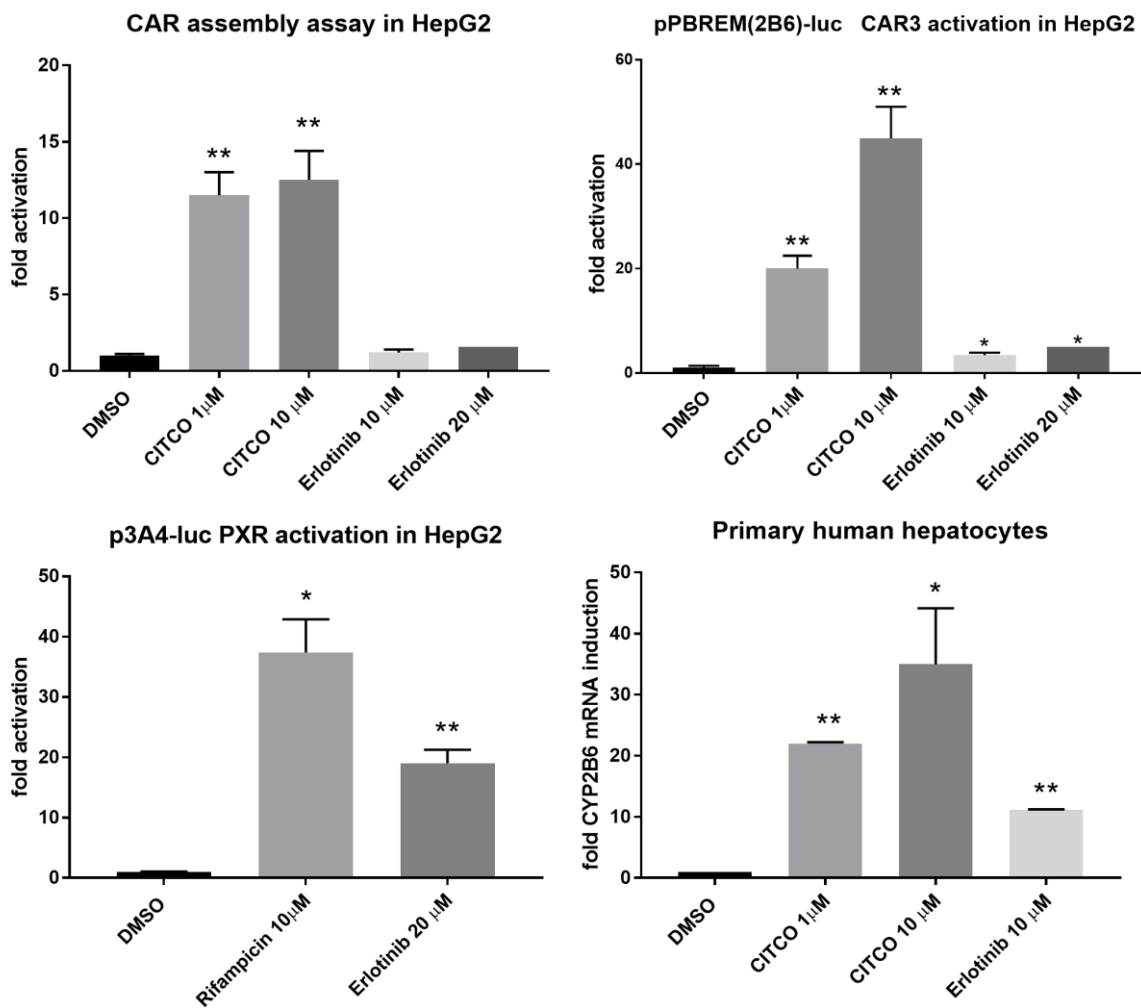 CAR assembly assay in HepG2
fold activation
20
15
10
5
0
**
**
DMSO
CITCO 1μM
CITCO 10 μM
Erlotinib 10 μM
Erlotinib 20 μM
pPBREM(2B6)-luc CAR3 activation in HepG2
fold activation
60
40
20
0
**
**
*
*
DMSO
CITCO 1μM
CITCO 10 μM
Erlotinib 10 μM
Erlotinib 20 μM
p3A4-luc PXR activation in HepG2
fold activation
50
40
30
20
10
0
*
**
DMSO
Rifampicin 10μM
Erlotinib 20 μM
Primary human hepatocytes
fold CYP2B6 mRNA induction
50
40
30
20
10
0
**
*
**
DMSO
CITCO 1μM
CITCO 10 μM
Erlotinib 10 μM